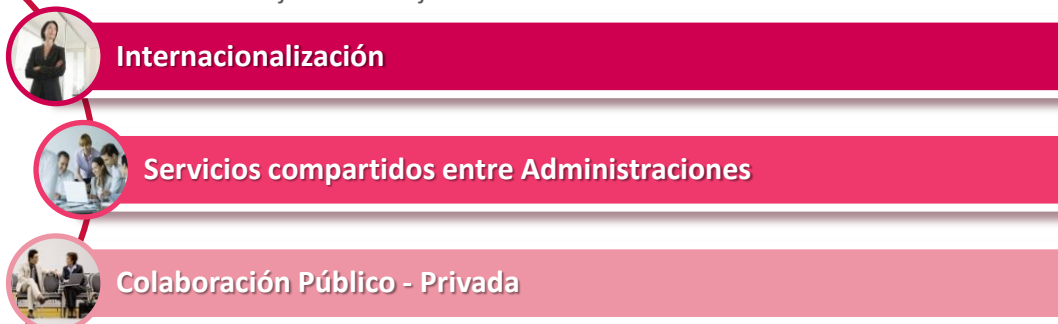 Internacionalización
Servicios compartidos entre Administraciones
Colaboración Público - Privada